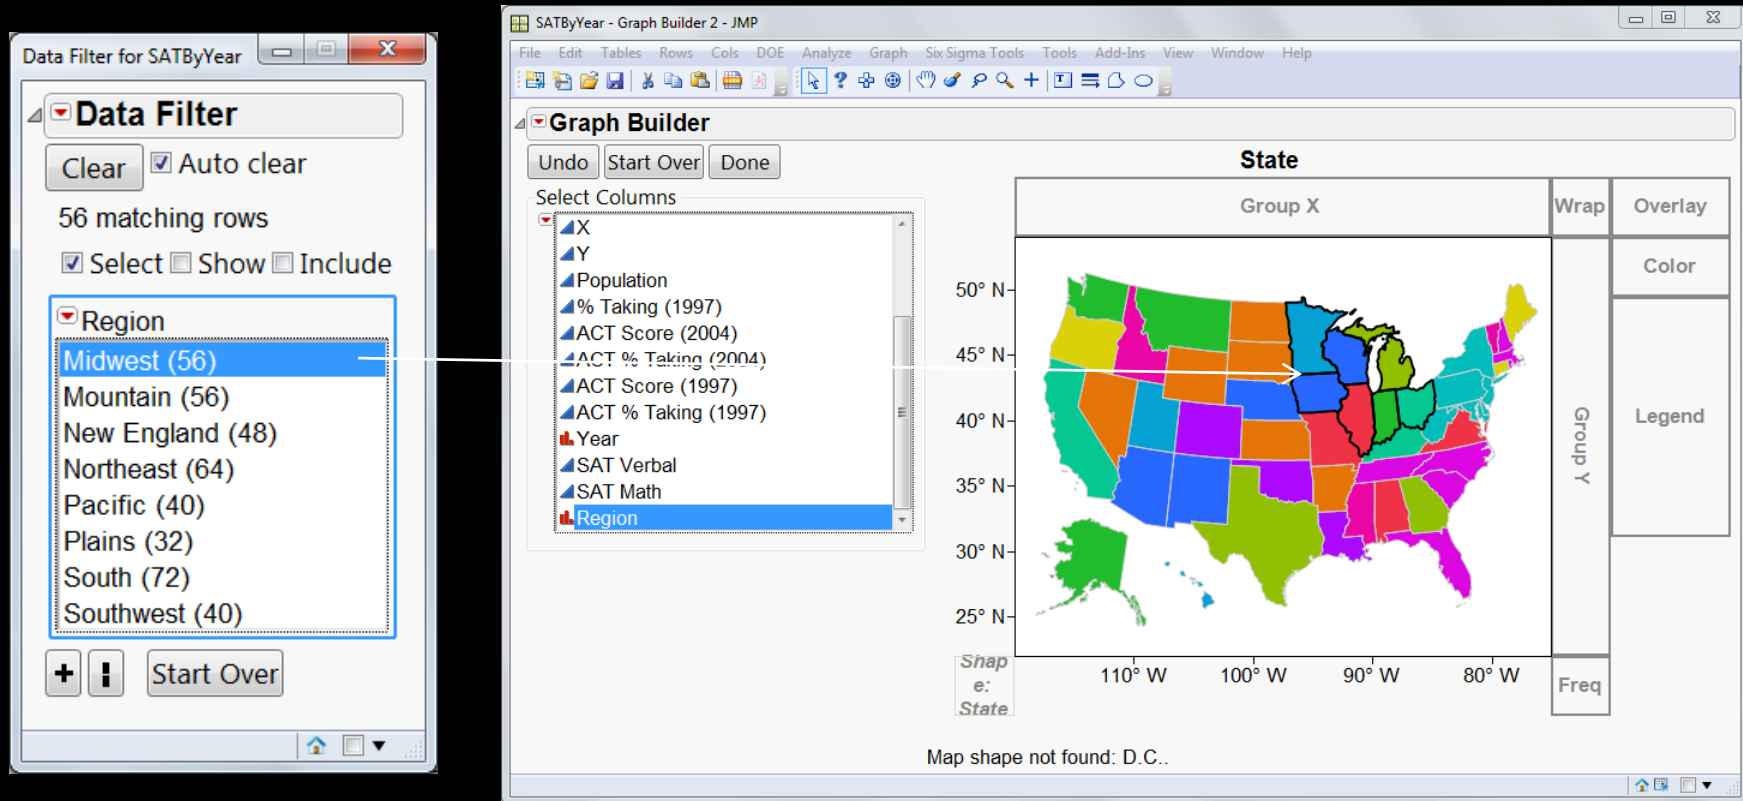 Data Filter for SATByYear
Data Filter
Clear
Auto clear
56 matching rows
Select Show Include
Region
Midwest (56)
Mountain (56)
New England (48)
Northeast (64)
Pacific (40)
Plains (32)
South (72)
Southwest (40)
Start Over
SATByYear - Graph Builder 2 - JMP
File Edit Tables Rows Cols DOE Analyze Graph Six Sigma Tools Tools Add-Ins View Window Help
Graph Builder
Undo Start Over Done
Select Columns
X
Y
Population
% Taking (1997)
ACT Score (2004)
ACT % Taking (2004)
ACT Score (1997)
ACT % Taking (1997)
Year
SAT Verbal
SAT Math
Region
State
Group X
Wrap
Overlay
Color
Legend
Group Y
Freq
50° N
45° N
40° N
35° N
30° N
25° N
110° W 100° W 90° W 80° W
Shap
e:
State
Map shape not found: D.C..